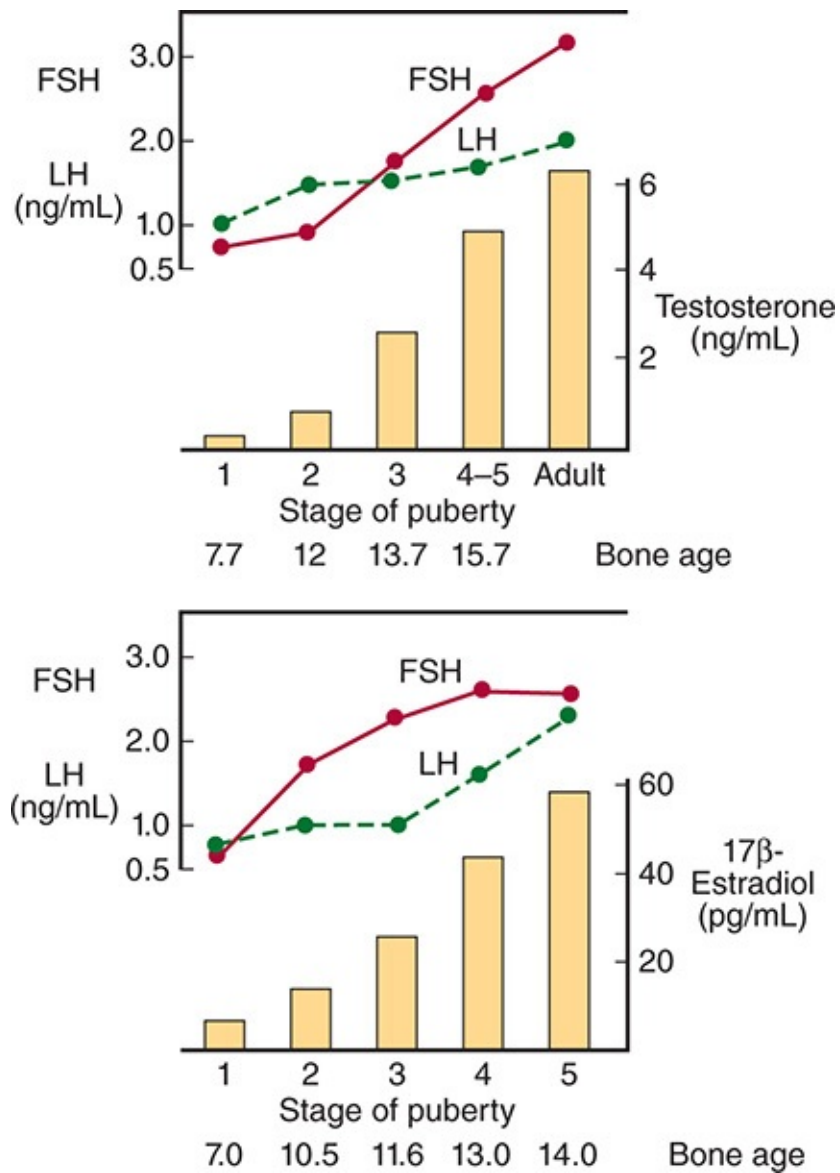 3.0
FSH
FSH
2.0
LH
LH
(ng/mL)
1.0
0.5
6
4
Testosterone
(ng/mL)
2
1 2 3 4–5 Adult
Stage of puberty
7.7 12 13.7 15.7 Bone age
3.0
FSH
FSH
2.0
LH
LH
(ng/mL)
1.0
0.5
60
17β-
40
Estradiol
(pg/mL)
20
1 2 3 4 5
Stage of puberty
7.0 10.5 11.6 13.0 14.0 Bone age